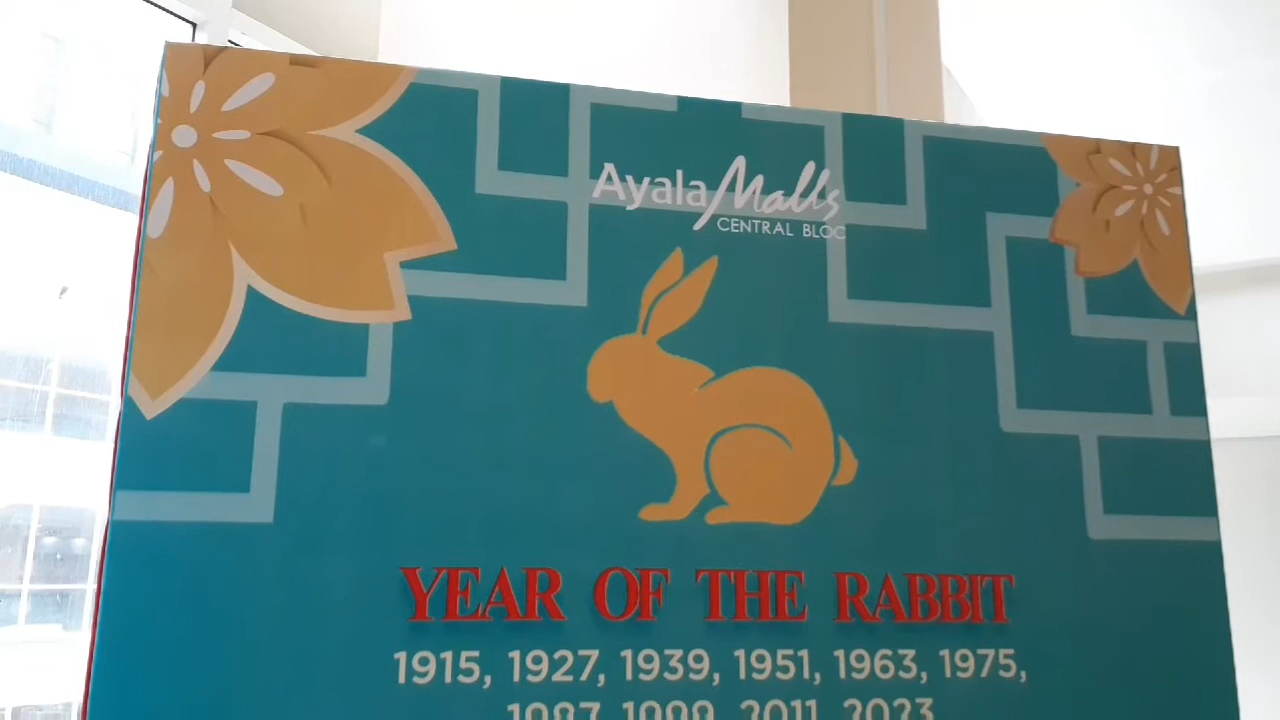 Ayala Malls
CENTRAL BLOC
YEAR OF THE RABBIT
1915, 1927, 1939, 1951, 1963, 1975,
1987, 1999, 2011, 2023